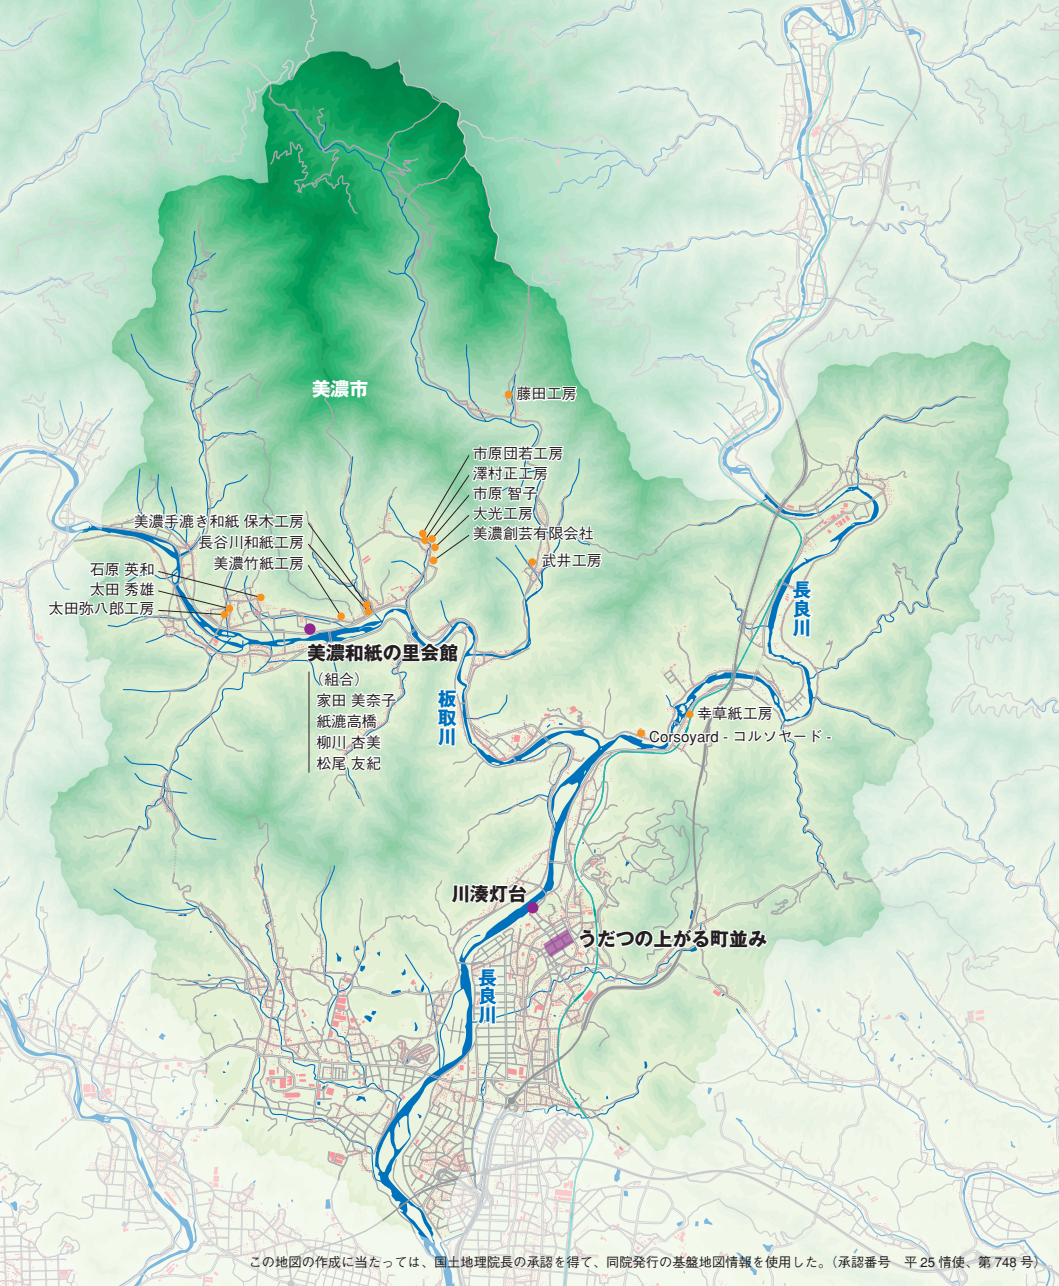 美濃市
藤田工房
市原団若工房
澤村正工房
市原 智子
大光工房
美濃創芸有限会社
武井工房
美濃手漉き和紙 保木工房
長谷川和紙工房
美濃竹紙工房
石原 英和
太田 秀雄
太田弥八郎工房
長良川
美濃和紙の里会館
（組合）
家田 美奈子
紙漉高橋
柳川 杏美
松尾 友紀
板取川
幸草紙工房
Corsoyard - コルソヤード -
川湊灯台
うだつの上がる町並み
長良川
この地図の作成に当たっては、国土地理院長の承認を得て、同院発行の基盤地図情報を使用した。（承認番号　平 25 情使、第 748 号）